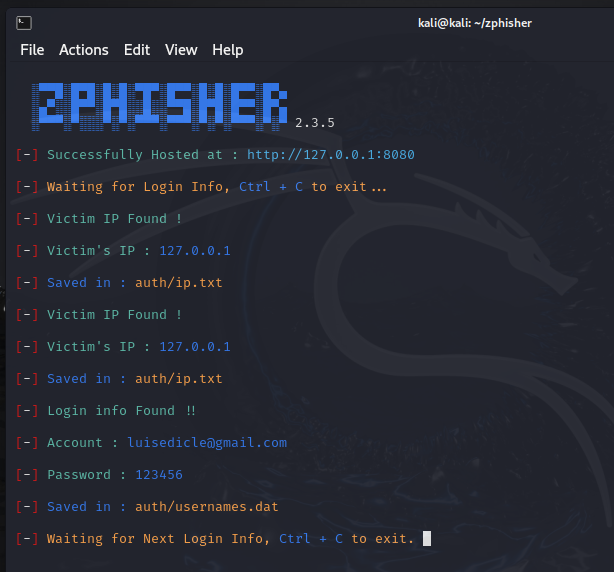 kali@kali: ~/zphisher
File Actions Edit View Help
ZPHISHER 2.3.5
[-] Successfully Hosted at : http://127.0.0.1:8080
[-] Waiting for Login Info, Ctrl + C to exit...
[-] Victim IP Found !
[-] Victim's IP : 127.0.0.1
[-] Saved in : auth/ip.txt
[-] Victim IP Found !
[-] Victim's IP : 127.0.0.1
[-] Saved in : auth/ip.txt
[-] Login info Found !!
[-] Account : luisedicle@gmail.com
[-] Password : 123456
[-] Saved in : auth/usernames.dat
[-] Waiting for Next Login Info, Ctrl + C to exit.